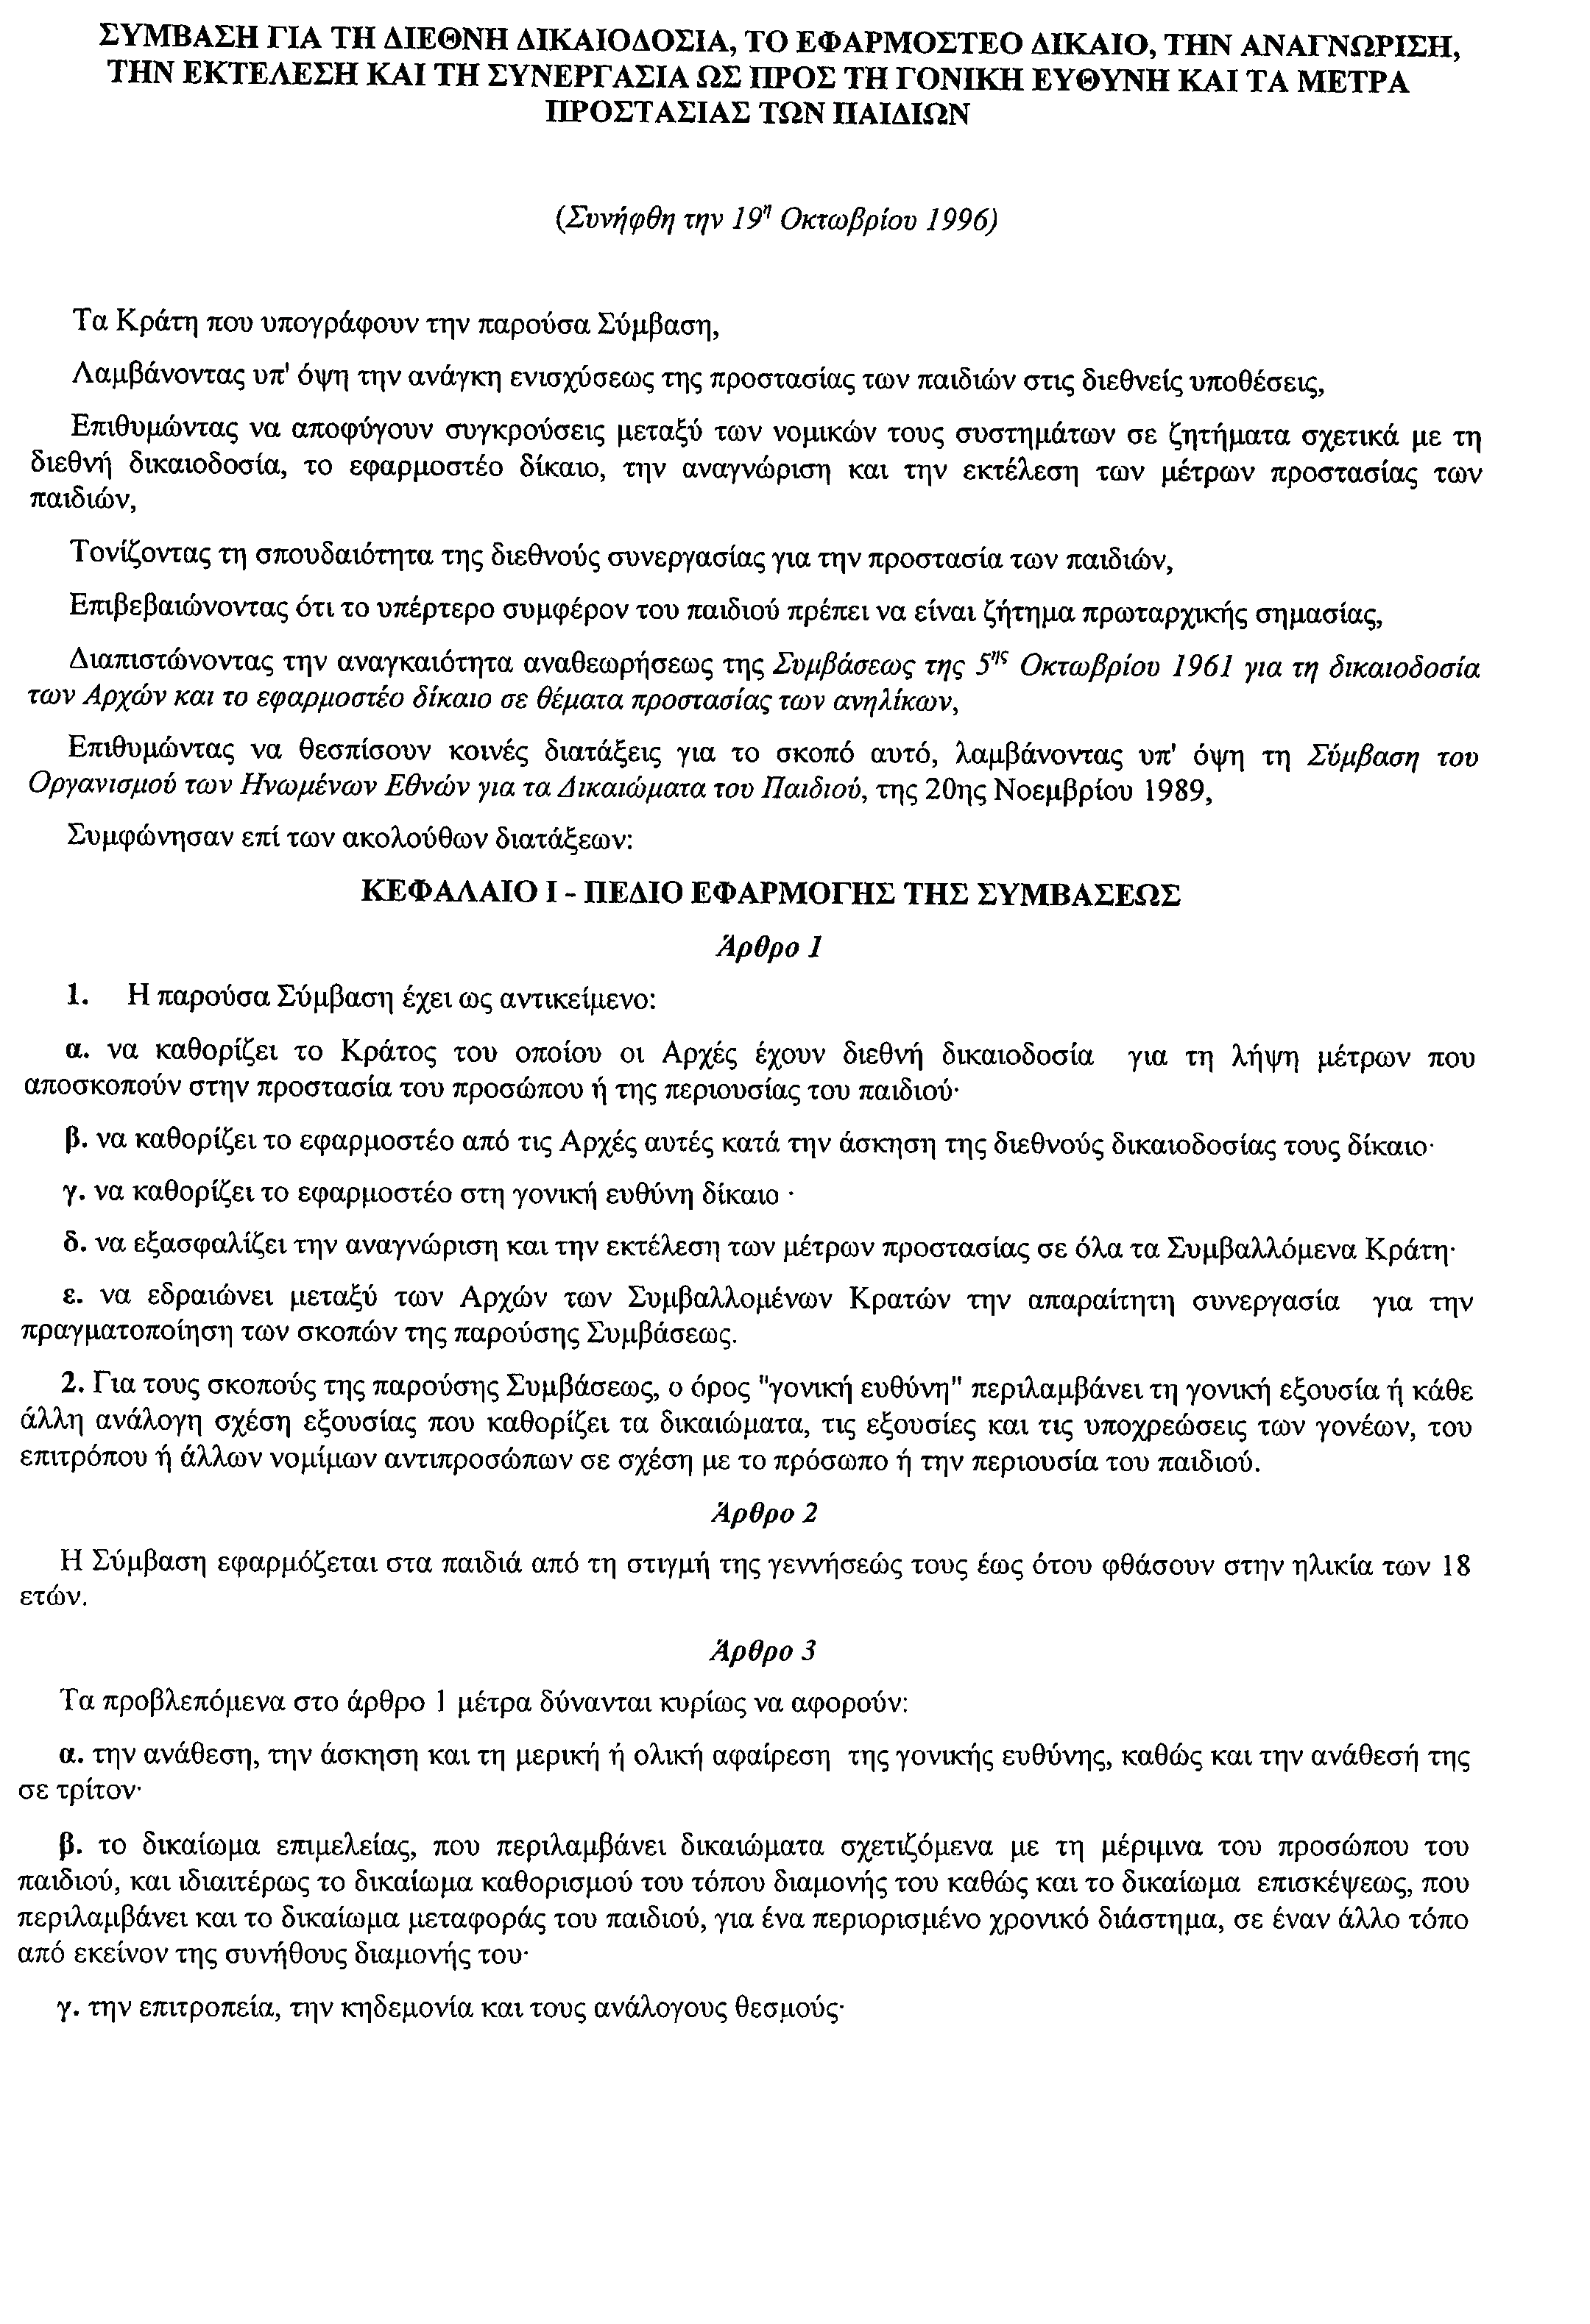 ΣΥΜΒΑΣΗ ΓΙΑ ΤΗ ΔΙΕΘΝΗ ΔΙΚΑΙΟΔΟΣΙΑ, ΤΟ ΕΦΑΡΜΟΣΤΕΟ ΔΙΚΑΙΟ, ΤΗΝ ΑΝΑΓΝΩΡΙΣΗ,
ΤΗΝ ΕΚΤΕΛΕΣΗ ΚΑΙ ΤΗ ΣΥΝΕΡΓΑΣΙΑ ΩΣ ΠΡΟΣ ΤΗ ΓΟΝΙΚΗ ΕΥΘΥΝΗ ΚΑΙ ΤΑ ΜΕΤΡΑ
ΠΡΟΣΤΑΣΙΑΣ ΤΩΝ ΠΑΙΔΙΩΝ
(Συνήφθη την 19η Οκτωβρίου 1996)
Τα Κράτη που υπογράφουν την παρούσα Σύμβαση,
Λαμβάνοντας υπ' όψη την ανάγκη ενισχύσεως της προστασίας των παιδιών στις διεθνείς υποθέσεις,
Επιθυμώντας να αποφύγουν συγκρούσεις μεταξύ των νομικών τους συστημάτων σε ζητήματα σχετικά με τη
διεθνή δικαιοδοσία, το εφαρμοστέο δίκαιο, την αναγνώριση και την εκτέλεση των μέτρων προστασίας των
παιδιών,
Τονίζοντας τη σπουδαιότητα της διεθνούς συνεργασίας για την προστασία των παιδιών,
Επιβεβαιώνοντας ότι το υπέρτερο συμφέρον του παιδιού πρέπει να είναι ζήτημα πρωταρχικής σημασίας,
Διαπιστώνοντας την αναγκαιότητα αναθεωρήσεως της Συμβάσεως της 5ης Οκτωβρίου 1961 για τη δικαιοδοσία
των Αρχών και το εφαρμοστέο δίκαιο σε θέματα προστασίας των ανηλίκων,
Επιθυμώντας να θεσπίσουν κοινές διατάξεις για το σκοπό αυτό, λαμβάνοντας υπ' όψη τη Σύμβαση του
Οργανισμού των Ηνωμένων Εθνών για τα Δικαιώματα του Παιδιού, της 20ης Νοεμβρίου 1989,
Συμφώνησαν επί των ακολούθων διατάξεων:
ΚΕΦΑΛΑΙΟ Ι - ΠΕΔΙΟ ΕΦΑΡΜΟΓΗΣ ΤΗΣ ΣΥΜΒΑΣΕΩΣ
Άρθρο 1
1. Η παρούσα Σύμβαση έχει ως αντικείμενο:
α. να καθορίζει το Κράτος του οποίου οι Αρχές έχουν διεθνή δικαιοδοσία για τη λήψη μέτρων που
αποσκοπούν στην προστασία του προσώπου ή της περιουσίας του παιδιού·
β. να καθορίζει το εφαρμοστέο από τις Αρχές αυτές κατά την άσκηση της διεθνούς δικαιοδοσίας τους δίκαιο·
γ. να καθορίζει το εφαρμοστέο στη γονική ευθύνη δίκαιο ·
δ. να εξασφαλίζει την αναγνώριση και την εκτέλεση των μέτρων προστασίας σε όλα τα Συμβαλλόμενα Κράτη·
ε. να εδραιώνει μεταξύ των Αρχών των Συμβαλλομένων Κρατών την απαραίτητη συνεργασία για την
πραγματοποίηση των σκοπών της παρούσης Συμβάσεως.
2. Για τους σκοπούς της παρούσης Συμβάσεως, ο όρος "γονική ευθύνη" περιλαμβάνει τη γονική εξουσία ή κάθε
άλλη ανάλογη σχέση εξουσίας που καθορίζει τα δικαιώματα, τις εξουσίες και τις υποχρεώσεις των γονέων, του
επιτρόπου ή άλλων νομίμων αντιπροσώπων σε σχέση με το πρόσωπο ή την περιουσία του παιδιού.
Άρθρο 2
Η Σύμβαση εφαρμόζεται στα παιδιά από τη στιγμή της γεννήσεώς τους έως ότου φθάσουν στην ηλικία των 18
ετών.
Άρθρο 3
Τα προβλεπόμενα στο άρθρο 1 μέτρα δύνανται κυρίως να αφορούν:
α. την ανάθεση, την άσκηση και τη μερική ή ολική αφαίρεση της γονικής ευθύνης, καθώς και την ανάθεσή της
σε τρίτον·
β. το δικαίωμα επιμελείας, που περιλαμβάνει δικαιώματα σχετιζόμενα με τη μέριμνα του προσώπου του
παιδιού, και ιδιαιτέρως το δικαίωμα καθορισμού του τόπου διαμονής του καθώς και το δικαίωμα επισκέψεως, που
περιλαμβάνει και το δικαίωμα μεταφοράς του παιδιού, για ένα περιορισμένο χρονικό διάστημα, σε έναν άλλο τόπο
από εκείνον της συνήθους διαμονής του·
γ. την επιτροπεία, την κηδεμονία και τους ανάλογους θεσμούς·